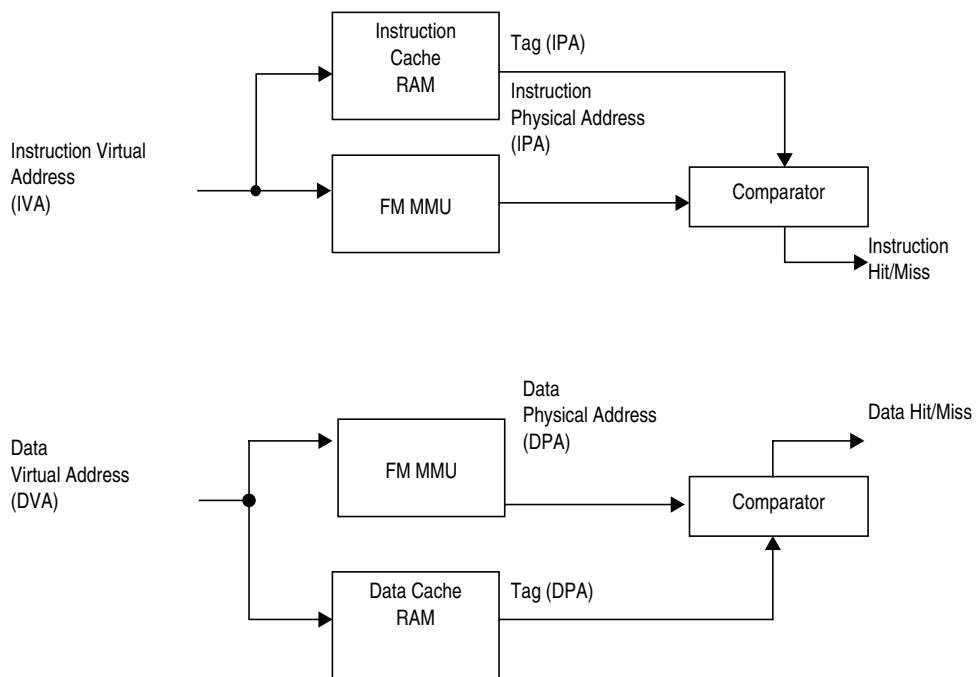 Instruction
Cache
RAM
Tag (IPA)
Instruction
Physical Address
(IPA)
Instruction Virtual
Address
(IVA)
FM MMU
Comparator
Instruction
Hit/Miss
Data
Physical Address
(DPA)
Data Hit/Miss
Data
Virtual Address
(DVA)
FM MMU
Comparator
Data Cache
RAM
Tag (DPA)